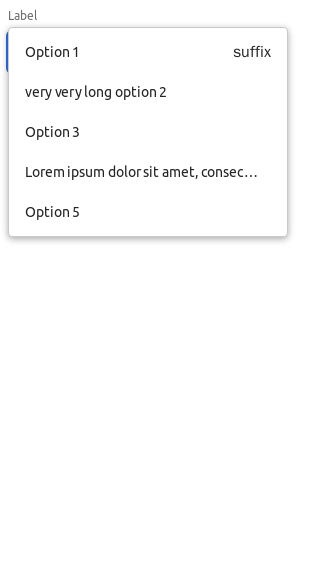 Label
Option 1 suffix
very very long option 2
Option 3
Lorem ipsum dolor sit amet, consec…
Option 5